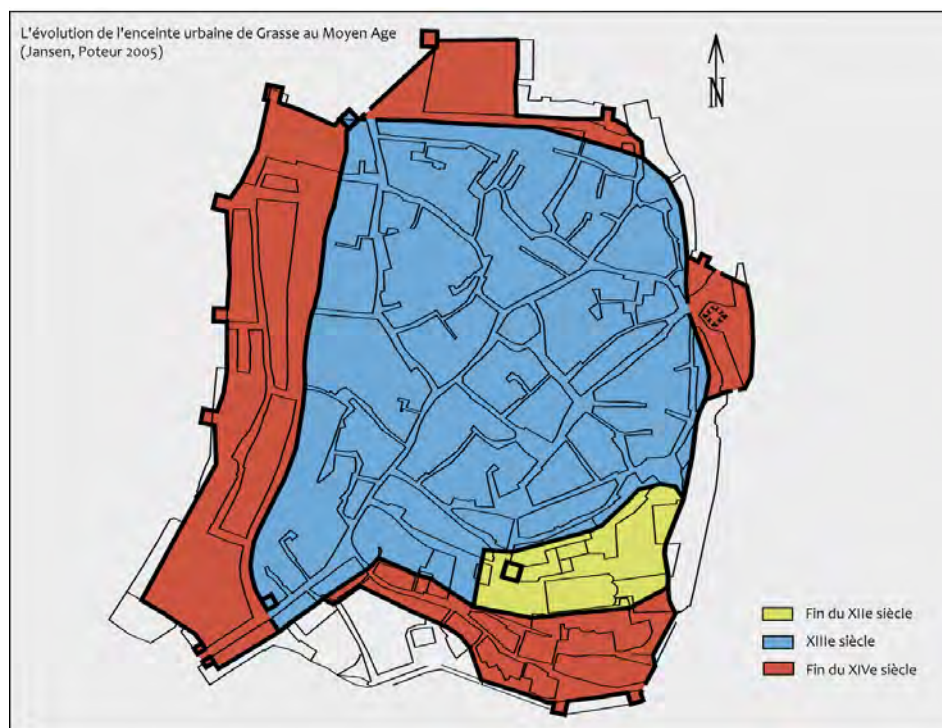 L'évolution de l'enceinte urbaine de Grasse au Moyen Age
(Jansen, Poteur 2005)
N
Fin du XIIe siècle
XIIIe siècle
Fin du XIVe siècle